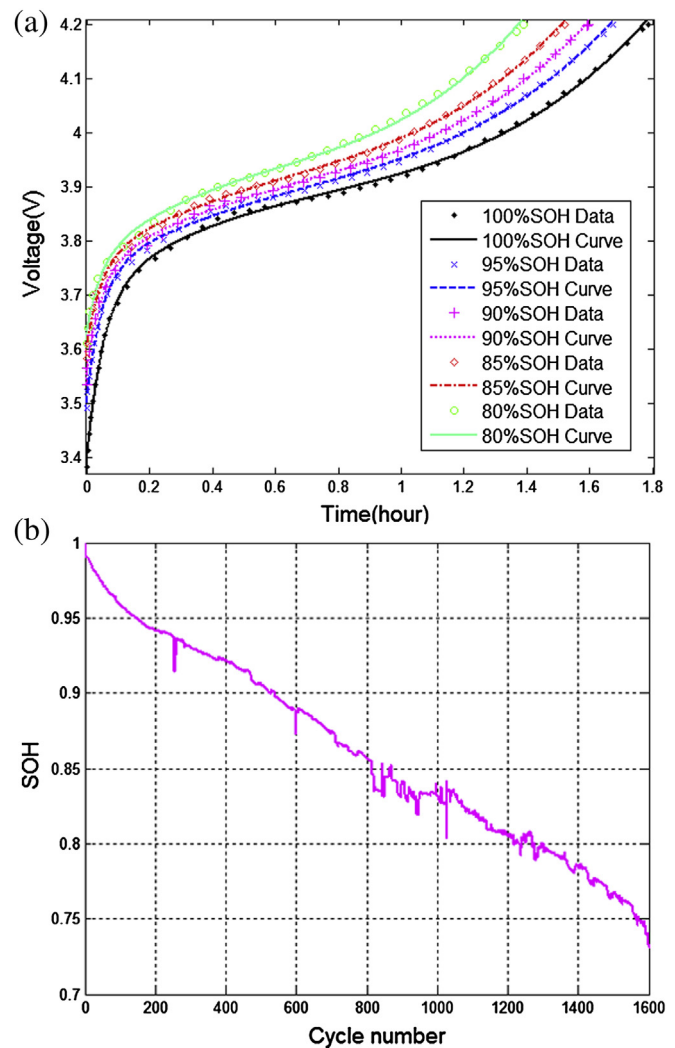 (a)
4.2
4.1
4
3.9
3.8
3.7
3.6
3.5
3.4
Voltage(V)
100%SOH Data
100%SOH Curve
95%SOH Data
95%SOH Curve
90%SOH Data
90%SOH Curve
85%SOH Data
85%SOH Curve
80%SOH Data
80%SOH Curve
0 0.2 0.4 0.6 0.8 1 1.2 1.4 1.6 1.8
Time(hour)
(b)
1
0.95
0.9
0.85
0.8
0.75
0.7
SOH
0 200 400 600 800 1000 1200 1400 1600
Cycle number